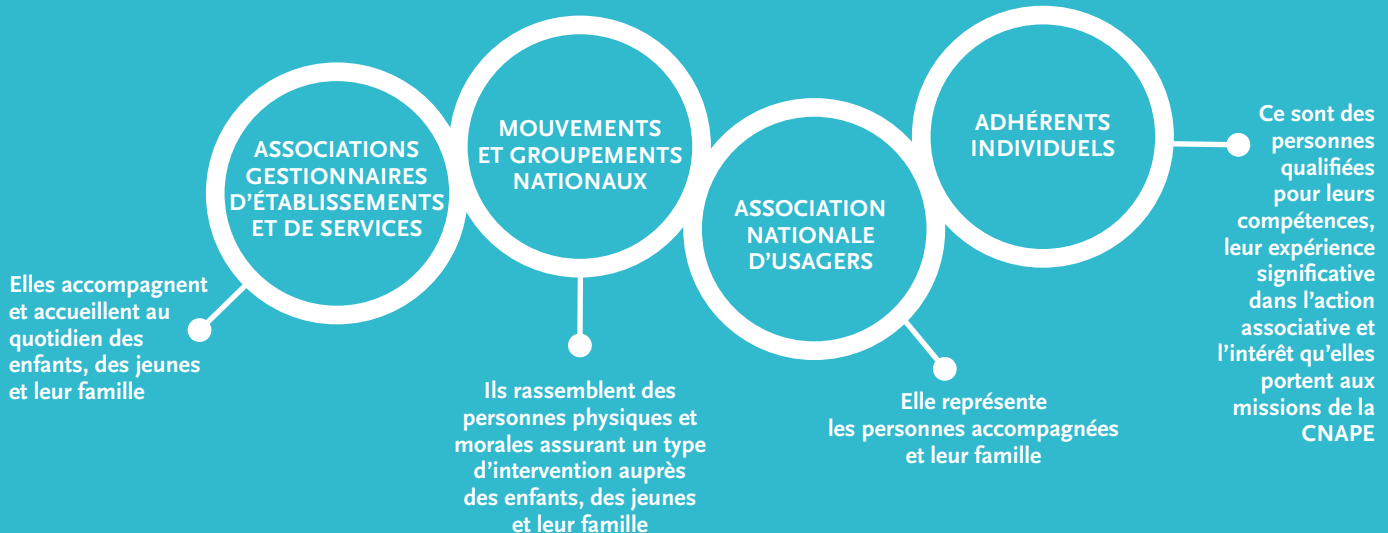 ASSOCIATIONS
GESTIONNAIRES
D'ÉTABLISSEMENTS
ET DE SERVICES
Elles accompagnent
et accueillent au
quotidien des
enfants, des jeunes
et leur famille
MOUVEMENTS
ET GROUPEMENTS
NATIONAUX
Ils rassemblent des
personnes physiques et
morales assurant un type
d’intervention auprès
des enfants, des jeunes
et leur famille
ASSOCIATION
NATIONALE
D’USAGERS
Elle représente
les personnes accompagnées
et leur famille
ADHÉRENTS
INDIVIDUELS
Ce sont des
personnes
qualifiées
pour leurs
compétences,
leur expérience
significative
dans l’action
associative et
l’intérêt qu’elles
portent aux
missions de la
CNAPE